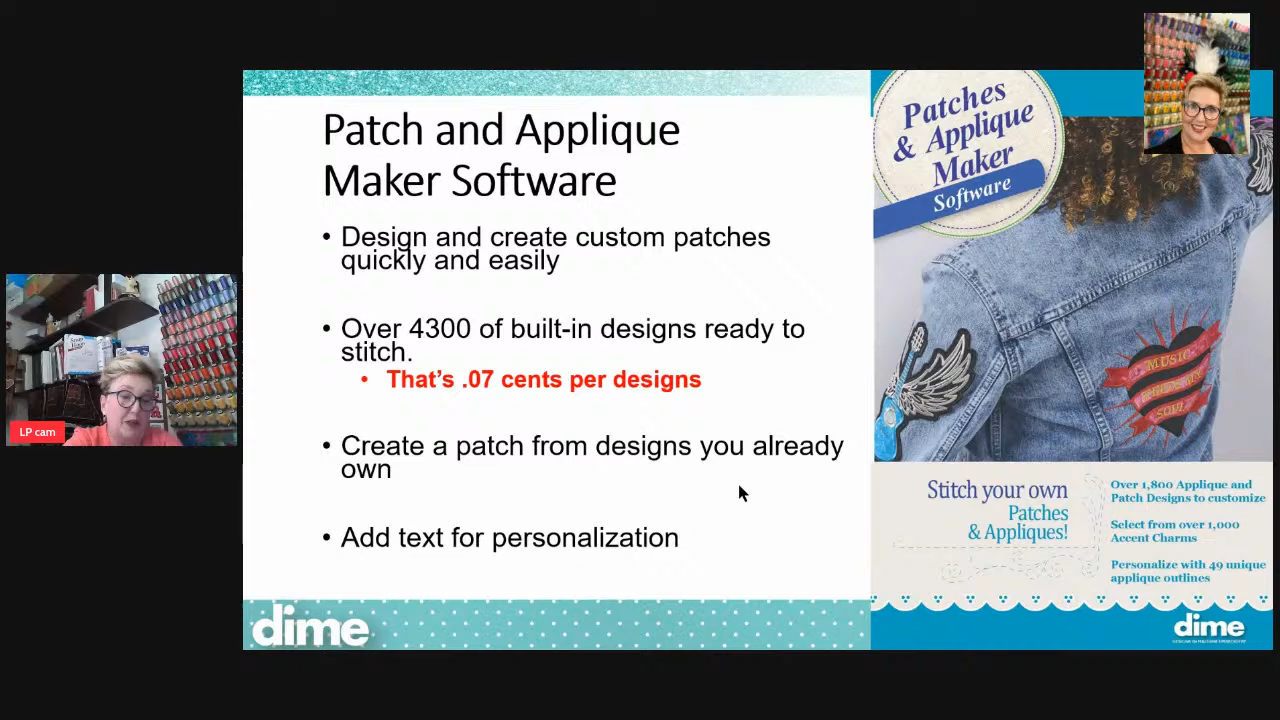 Patch and Applique
Maker Software
• Design and create custom patches
quickly and easily
• Over 4300 of built-in designs ready to
stitch.
• That’s .07 cents per designs
• Create a patch from designs you already
own
• Add text for personalization
dime
Patches
& Applique
Maker
Software
MUSIC
SOUL
Stitch your own
Patches
& Appliques!
Over 1,800 Applique and
Patch Designs to customize
Select from over 1,000
Accent Charms
Personalize with 49 unique
applique outlines
dime
LP cam